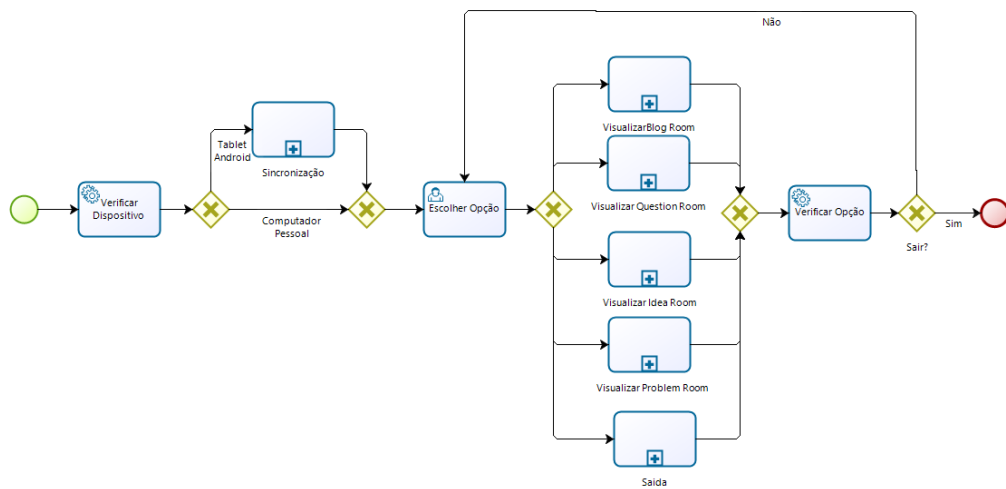 Não
VisualizarBlog Room
Tablet
Android
Sincronização
Verificar
Dispositivo
Computador
Pessoal
Escolher Opção
Visualizar Question Room
Verificar Opção
Sim
Sair?
Visualizar Idea Room
Visualizar Problem Room
Saida